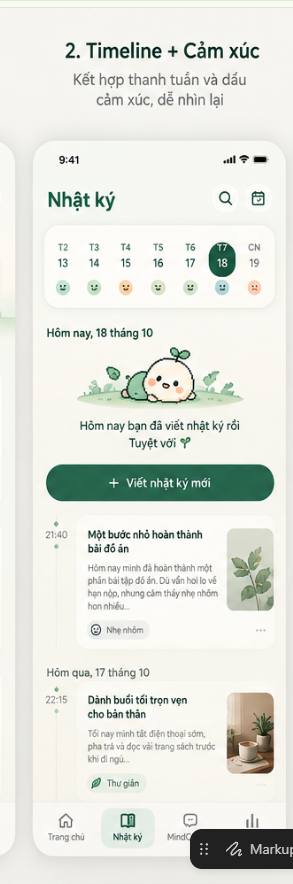 2. Timeline + Cảm xúc
Kết hợp thanh tuần và dấu
cảm xúc, dễ nhìn lại
9:41
Nhật ký
T2 T3 T4 T5 T6 T7 CN
13 14 15 16 17 18 19
Hôm nay, 18 tháng 10
Hôm nay bạn đã viết nhật ký rồi
Tuyệt vời
+ Viết nhật ký mới
21:40
Một bước nhỏ hoàn thành
bài đồ án
Hôm nay mình đã hoàn thành một
phần bài tập đồ án. Dù vẫn hơi lo về
hạn nộp, nhưng cảm thấy nhẹ nhõm
hơn nhiều...
Nhẹ nhõm
Hôm qua, 17 tháng 10
22:15
Dành buổi tối trọn vẹn
cho bản thân
Tối nay mình tắt điện thoại sớm,
pha trà và đọc vài trang sách trước
khi đi ngủ...
Thư giãn
Trang chủ Nhật ký MindC
Markup